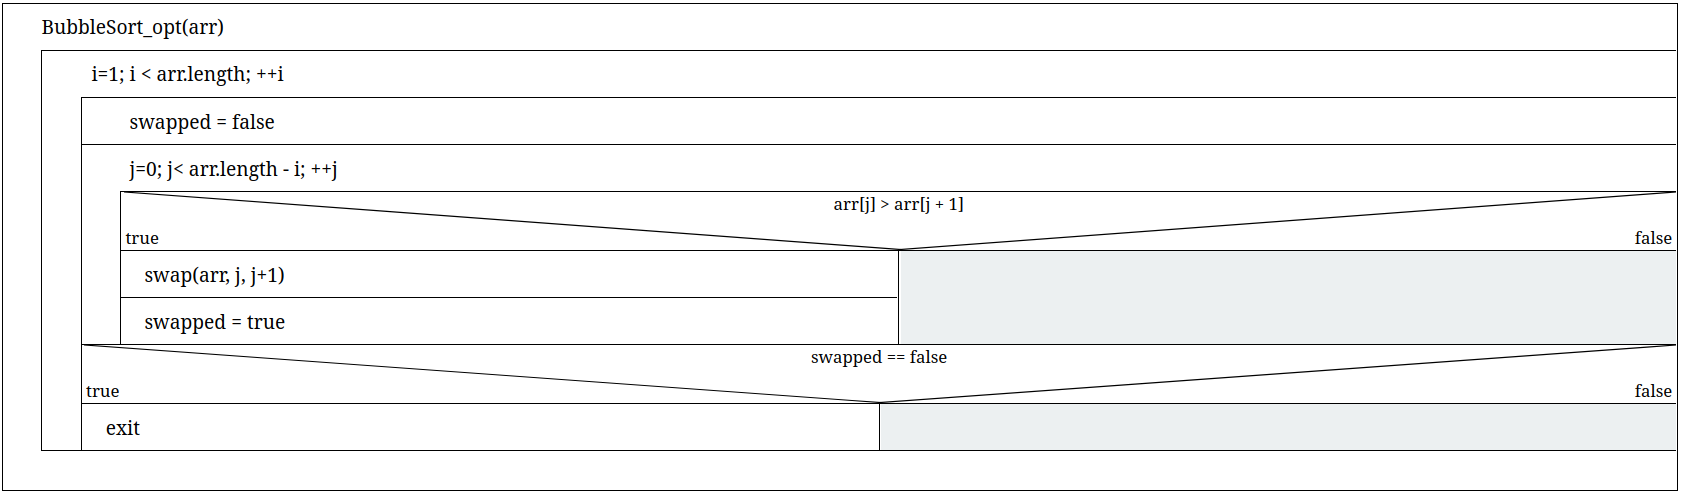 BubbleSort_opt(arr)
i=1; i < arr.length; ++i
swapped = false
j=0; j< arr.length - i; ++j
arr[j] > arr[j + 1]
true
false
swap(arr, j, j+1)
swapped = true
swapped == false
true
false
exit